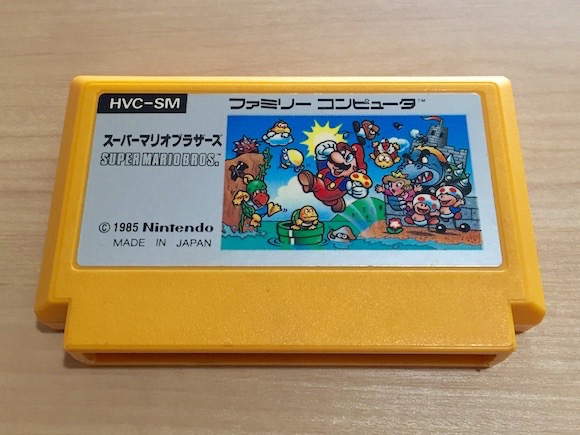 HVC-SM
ファミリー コンピュータ™
スーパーマリオブラザーズ
SUPER MARIO BROS.™
© 1985 Nintendo
MADE IN JAPAN